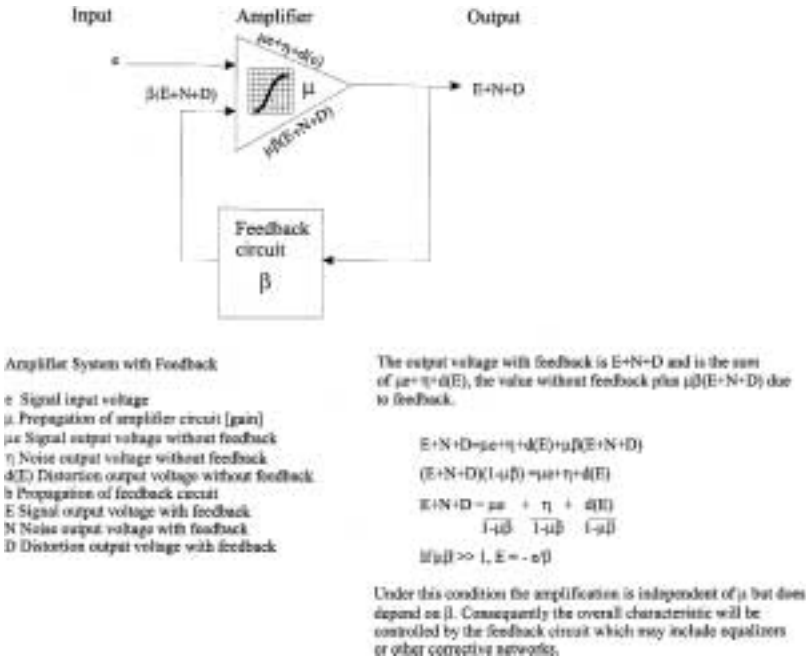 Input Amplifier Output
μe+η+d(e)
e
β(E+N+D) μ E+N+D
μβ(E+N+D)
Feedback
circuit
β
Amplifier System with Feedback
e Signal input voltage
μ Propagation of amplifier circuit [gain]
μe Signal output voltage without feedback
η Noise output voltage without feedback
d(E) Distortion output voltage without feedback
b Propagation of feedback circuit
E Signal output voltage with feedback
N Noise output voltage with feedback
D Distortion output voltage with feedback
The output voltage with feedback is E+N+D and is the sum
of μe+ η+d(E), the value without feedback plus μβ(E+N+D) due
to feedback.
E+N+D=μe+η+d(E)+μβ(E+N+D)
(E+N+D)(1-μβ) =μe+η+d(E)
E+N+D = μe + η + d(E)
1-μβ 1-μβ 1-μβ
If μβ >> 1, E = - e/β
Under this condition the amplification is independent of μ but does
depend on β. Consequently the overall characteristic will be
controlled by the feedback circuit which may include equalizers
or other corrective networks.